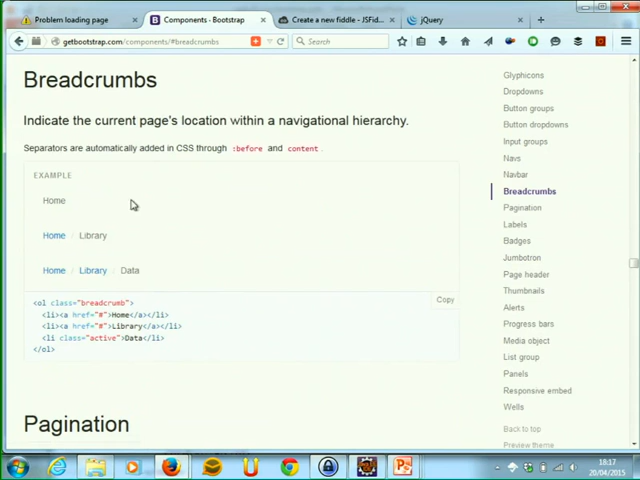 Problem loading page
Components · Bootstrap
Create a new fiddle - JSFid...
jQuery
getbootstrap.com/components/#breadcrumbs
Search
Breadcrumbs
Indicate the current page's location within a navigational hierarchy.
Separators are automatically added in CSS through :before and content.
EXAMPLE
Home
Home / Library
Home / Library / Data
Copy
<ol class="breadcrumb">
<li><a href="#">Home</a></li>
<li><a href="#">Library</a></li>
<li class="active">Data</li>
</ol>
Pagination
Glyphicons
Dropdowns
Button groups
Button dropdowns
Input groups
Navs
Navbar
Breadcrumbs
Pagination
Labels
Badges
Jumbotron
Page header
Thumbnails
Alerts
Progress bars
Media object
List group
Panels
Responsive embed
Wells
Back to top
Preview theme
18:17
20/04/2015